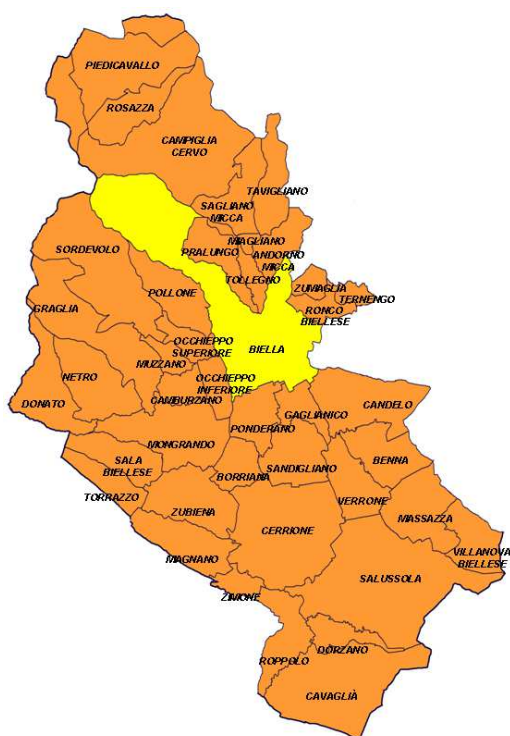 PIEDICAVALLO
ROSAZZA
CAMPIGLIA
CERVO
TAVIGLIANO
SAGLIANO
MICCA
MIAGLIANO
PRALUNGO
ANDORNO
MICCA
TOLLEGNO
SORDEVOLO
ZUMAGLIA
TERNENGO
POLLONE
RONCO
BIELLESE
GRAGLIA
OCCHIEPPO
SUPERIORE
BIELLA
MUZZANO
NETRO
OCCHIEPPO
INFERIORE
DONATO
CAMBURZANO
GAGLIANICO
CANDELO
PONDERANO
MONGRANDO
SALA
BIELLESE
BORRIANA
SANDIGLIANO
BENNA
TORRAZZO
VERRONE
ZUBIENA
MASSAZZA
CERRIONE
VILLANOVA
BIELLESE
MAGNANO
SALUSSOLA
ZIMONE
DORZANO
ROPPOLO
CAVAGLIÀ